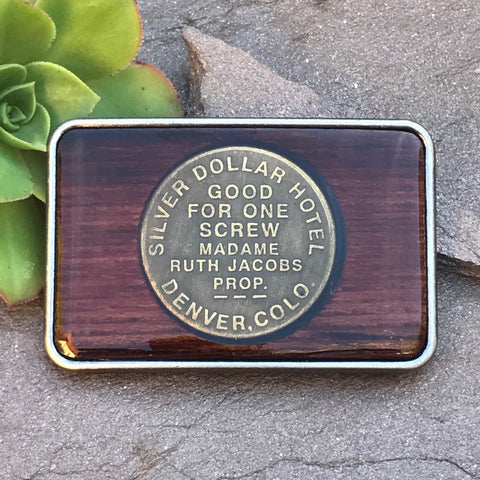 SILVER DOLLAR HOTEL
GOOD
FOR ONE
SCREW
MADAME
RUTH JACOBS
PROP.
DENVER, COLO.